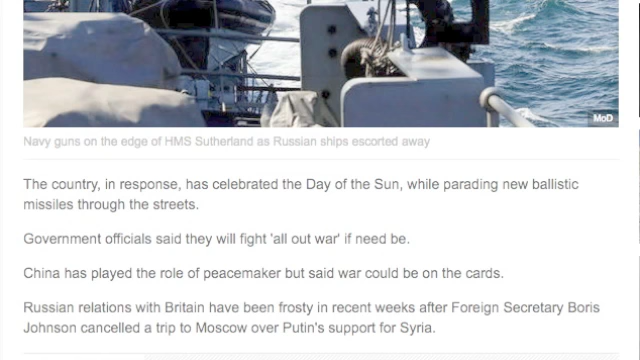 MoD
Navy guns on the edge of HMS Sutherland as Russian ships escorted away
The country, in response, has celebrated the Day of the Sun, while parading new ballistic
missiles through the streets.
Government officials said they will fight 'all out war' if need be.
China has played the role of peacemaker but said war could be on the cards.
Russian relations with Britain have been frosty in recent weeks after Foreign Secretary Boris
Johnson cancelled a trip to Moscow over Putin's support for Syria.